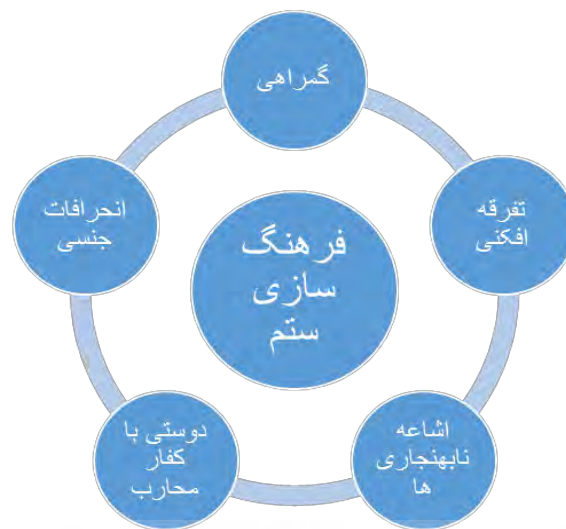 گمراهی
تفرقه
افکنی
اشاعه
نابهنجاری
ها
دوستی با
کفار
محارب
انحرافات
جنسی
فرهنگ
سازی
ستم